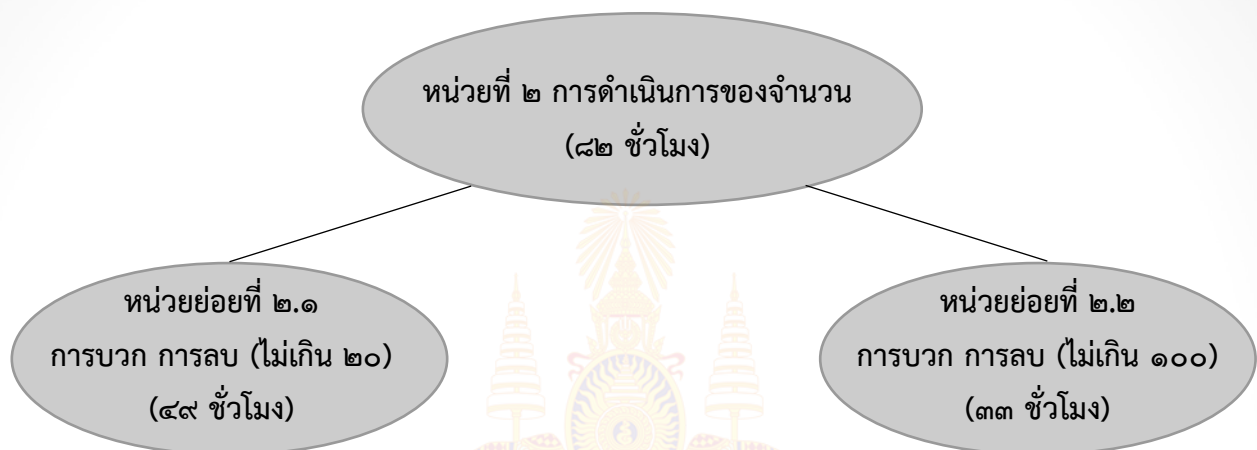 หน่วยที่ ๒ การดำเนินการของจำนวน
(๘๒ ชั่วโมง)
หน่วยย่อยที่ ๒.๑
การบวก การลบ (ไม่เกิน ๒๐)
(๔๙ ชั่วโมง)
หน่วยย่อยที่ ๒.๒
การบวก การลบ (ไม่เกิน ๑๐๐)
(๓๓ ชั่วโมง)